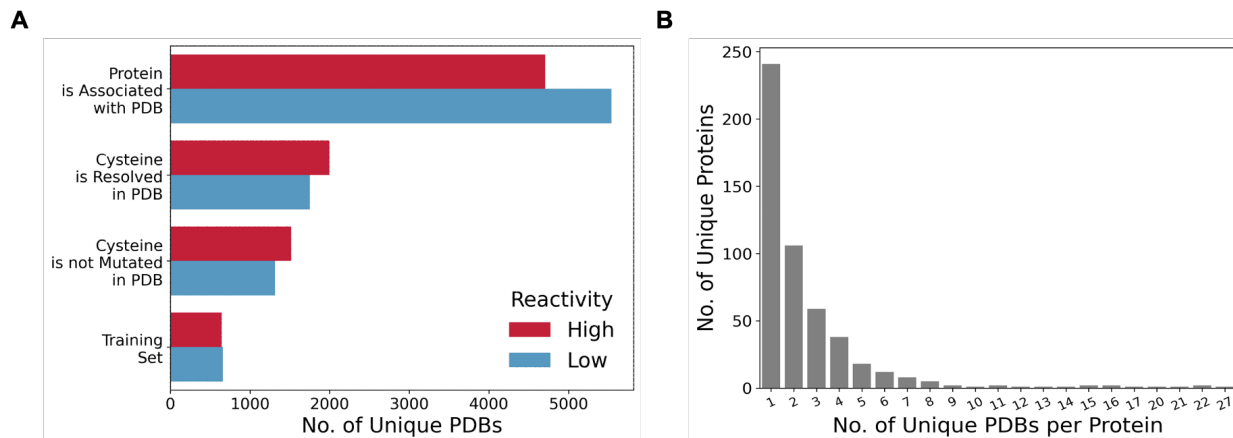 A
Protein
is Associated
with PDB
Cysteine
is Resolved
in PDB
Cysteine
is not Mutated
in PDB
Training
Set
Reactivity
High
Low
0 1000 2000 3000 4000 5000
No. of Unique PDBs
B
No. of Unique Proteins
250
200
150
100
50
0
1 2 3 4 5 6 7 8 9 10 11 12 13 14 15 16 17 20 21 22 27
No. of Unique PDBs per Protein